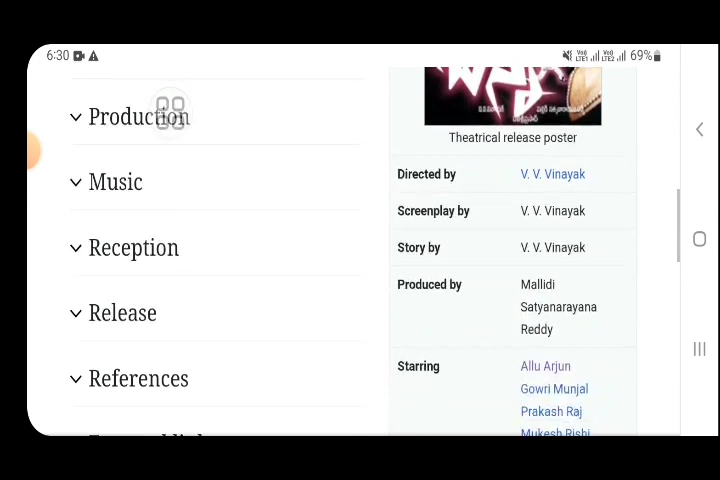 6:30
69%
Production
Music
Reception
Release
References
Theatrical release poster
Directed by V. V. Vinayak
Screenplay by V. V. Vinayak
Story by V. V. Vinayak
Produced by Mallidi
Satyanarayana
Reddy
Starring Allu Arjun
Gowri Munjal
Prakash Raj
Mukesh Rishi